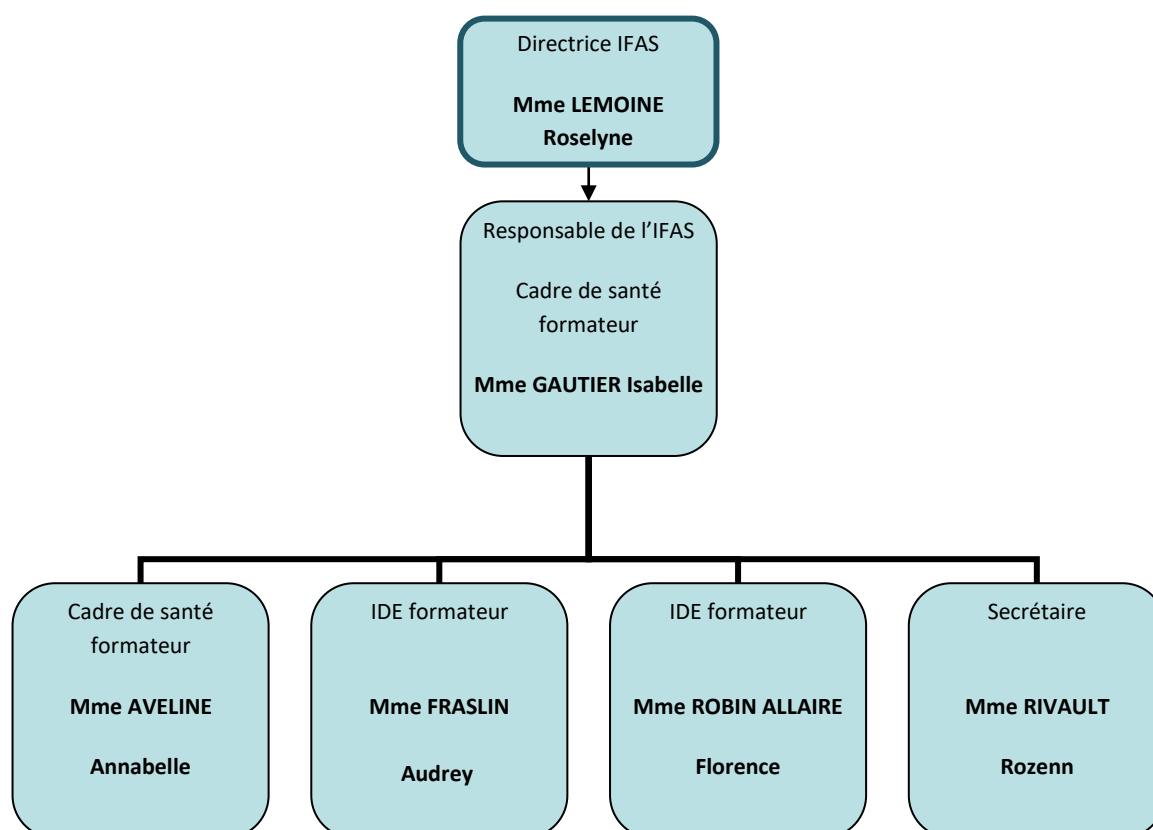 Directrice IFAS
Mme LEMOINE
Roselyne
Responsable de l’IFAS
Cadre de santé
formateur
Mme GAUTIER Isabelle
Cadre de santé
formateur
Mme AVELINE
Annabelle
IDE formateur
Mme FRASLIN
Audrey
IDE formateur
Mme ROBIN ALLAIRE
Florence
Secrétaire
Mme RIVAULT
Rozenn